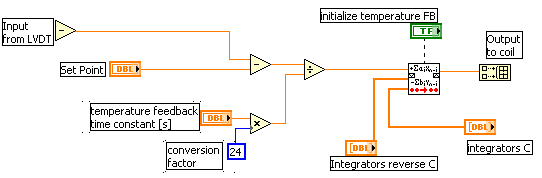 initialize temperature FB
TF
Input
from LVDT
Output
to coil
Set Point
DBL
temperature feedback
time constant [s]
DBL
conversion
factor
24
DBL
Integrators reverse C
DBL
integrators C